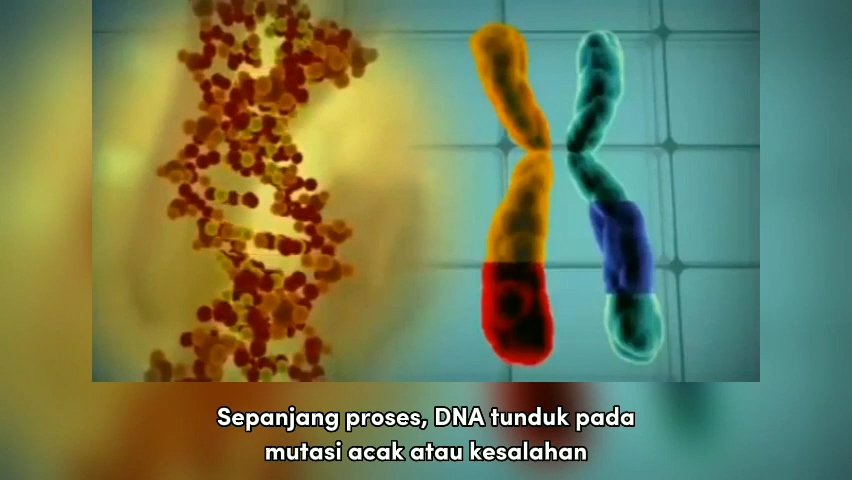 Sepanjang proses, DNA tunduk pada
mutasi acak atau kesalahan